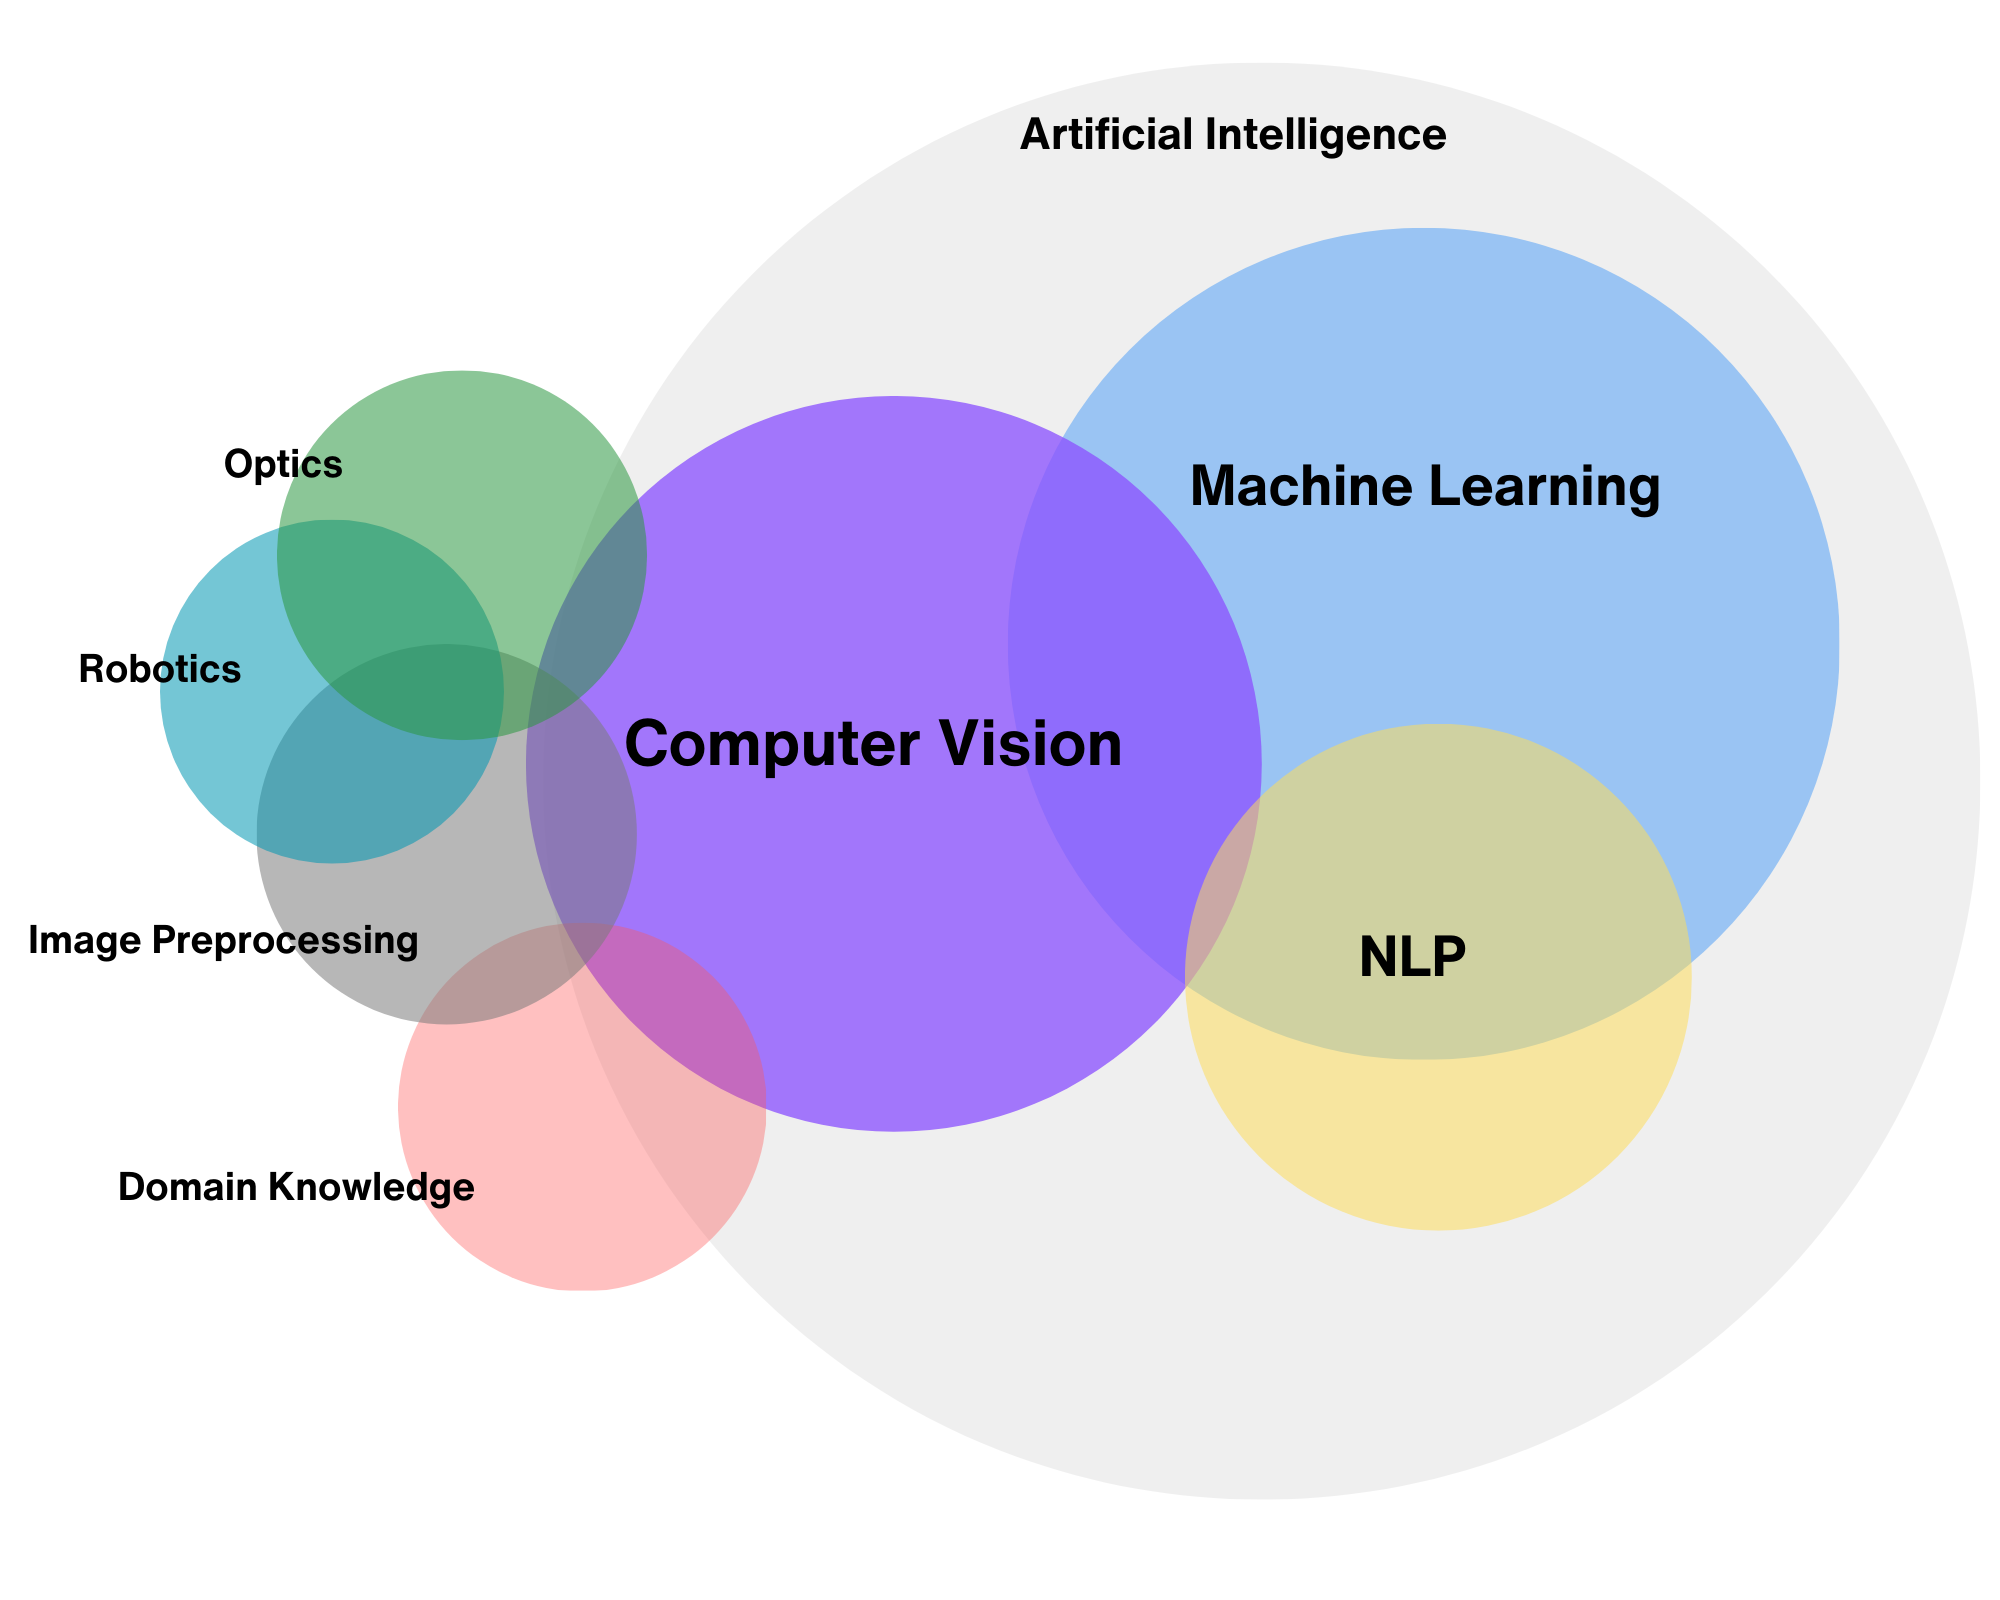 Artificial Intelligence
Optics
Machine Learning
Robotics
Computer Vision
Image Preprocessing
NLP
Domain Knowledge